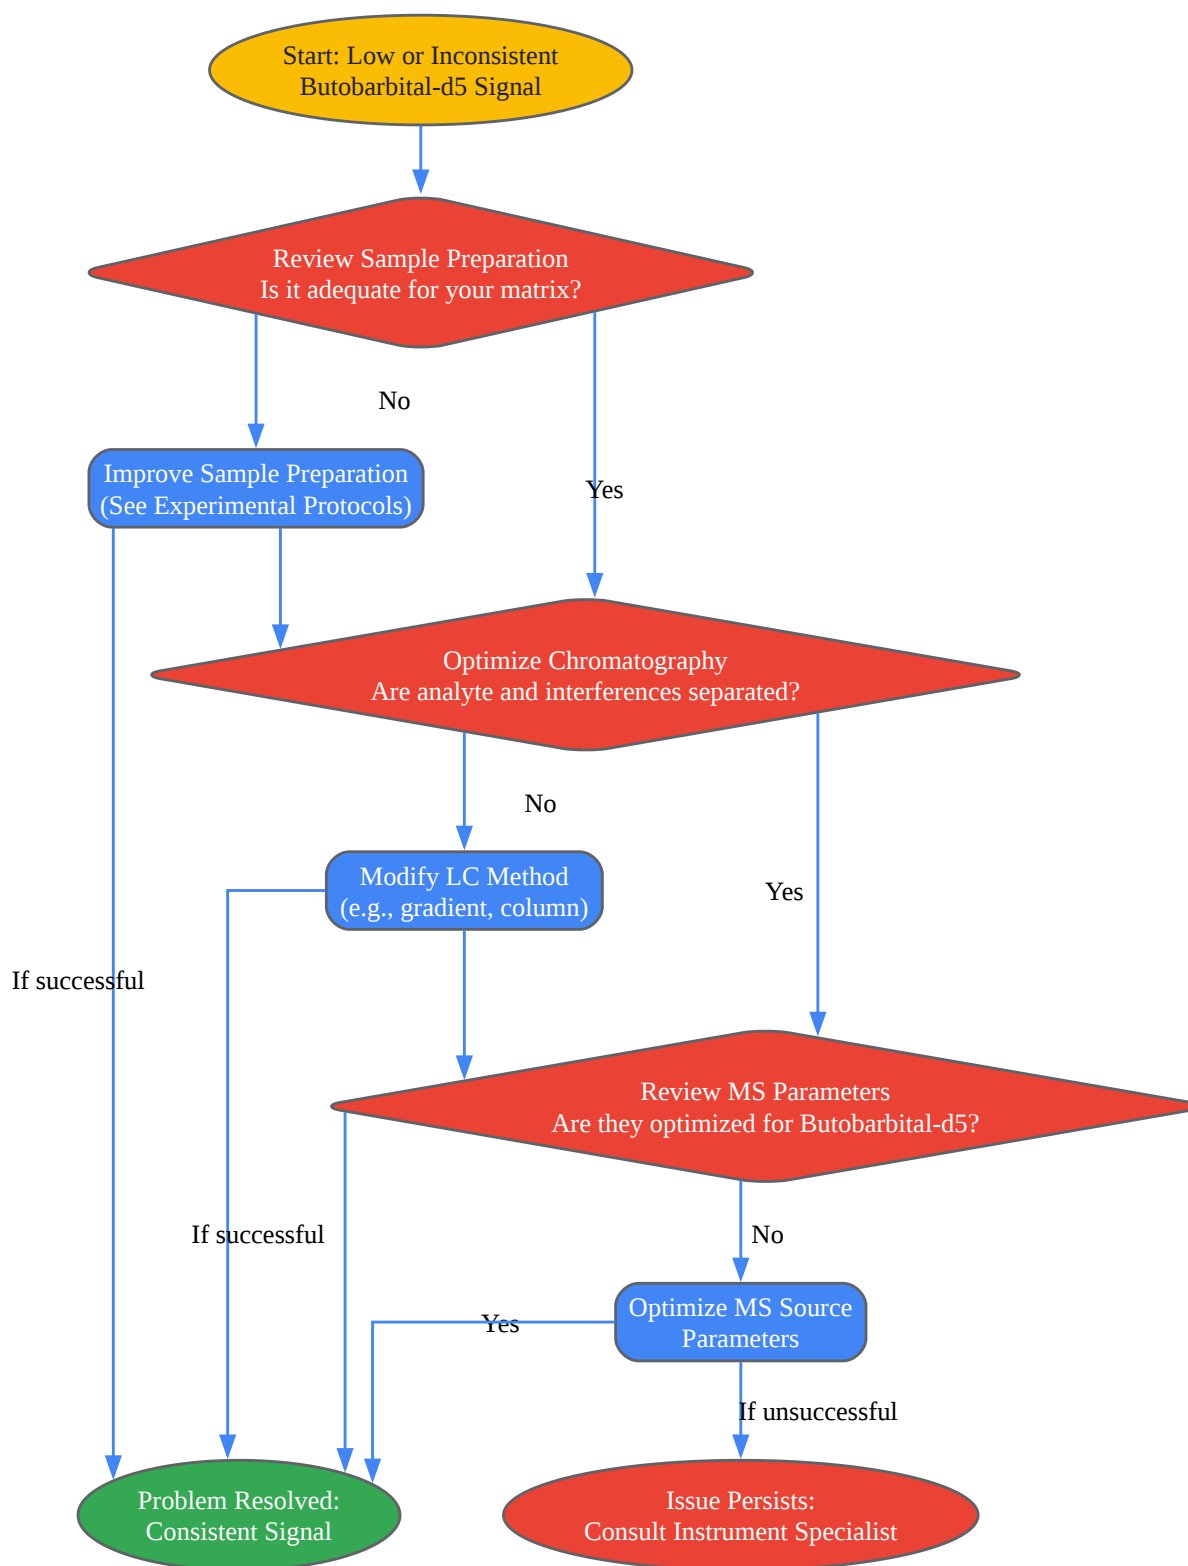 Start: Low or Inconsistent
Butobarbital-d5 Signal
Review Sample Preparation
Is it adequate for your matrix?
No
Improve Sample Preparation
(See Experimental Protocols)
Yes
Optimize Chromatography
Are analyte and interferences separated?
No
Modify LC Method
(e.g., gradient, column)
Yes
If successful
Review MS Parameters
Are they optimized for Butobarbital-d5?
If successful
No
Optimize MS Source
Parameters
Yes
If unsuccessful
Problem Resolved:
Consistent Signal
Issue Persists:
Consult Instrument Specialist